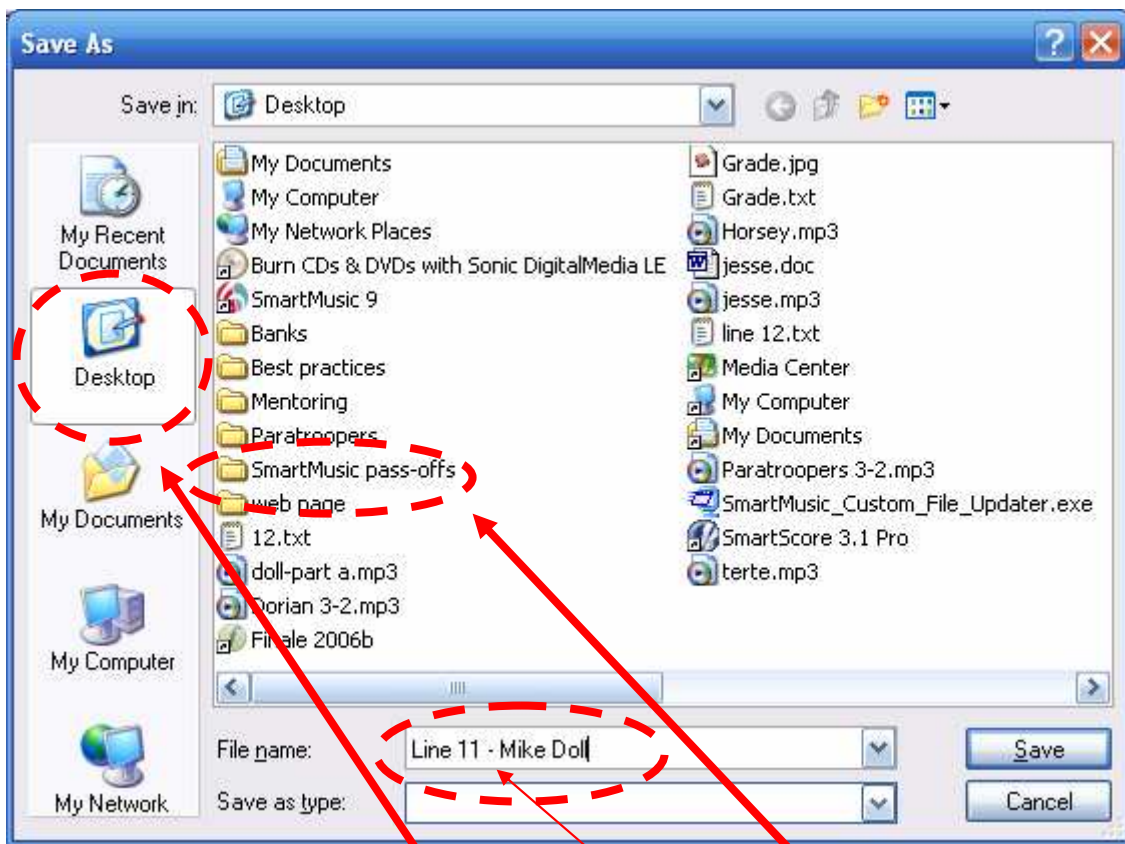 Save As
Save in:
Desktop
My Recent
Documents
Desktop
My Documents
My Computer
My Network
My Documents
My Computer
My Network Places
Burn CDs & DVDs with Sonic DigitalMedia LE
SmartMusic 9
Banks
Best practices
Mentoring
Paratroopers
SmartMusic pass-offs
web page
12.txt
doll-part a.mp3
Dorian 3-2.mp3
Finale 2006b
Grade.jpg
Grade.txt
Horsey.mp3
jesse.doc
jesse.mp3
line 12.txt
Media Center
My Computer
My Documents
Paratroopers 3-2.mp3
SmartMusic_Custom_File_Updater.exe
SmartScore 3.1 Pro
terte.mp3
File name:
Line 11 - Mike Doll
Save
Save as type:
Cancel